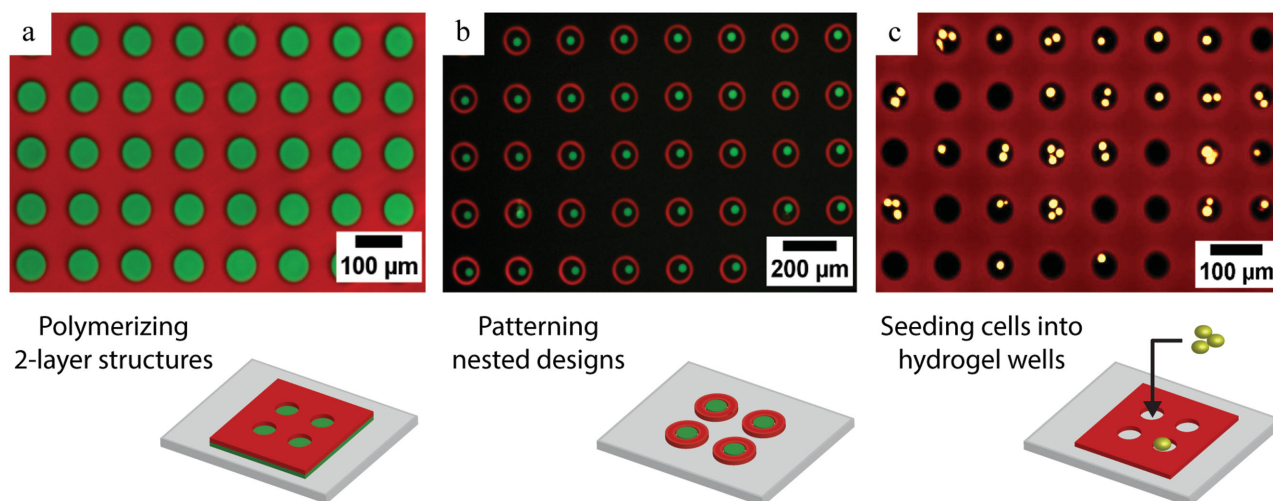 a
b
c
100 µm
200 µm
100 µm
Polymerizing
2-layer structures
Patterning
nested designs
Seeding cells into
hydrogel wells